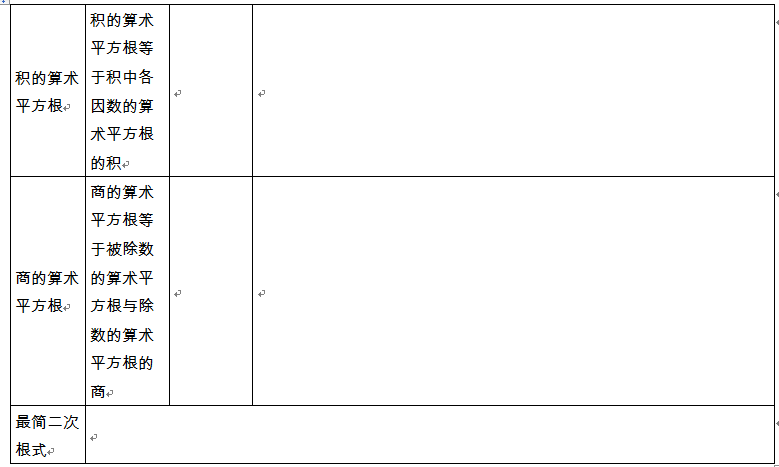 积的算术
平方根
积的算术
平方根等
于积中各
因数的算
术平方根
的积
商的算术
平方根
商的算术
平方根等
于被除数
的算术平
方根与除
数的算术
平方根的
商
最简二次
根式